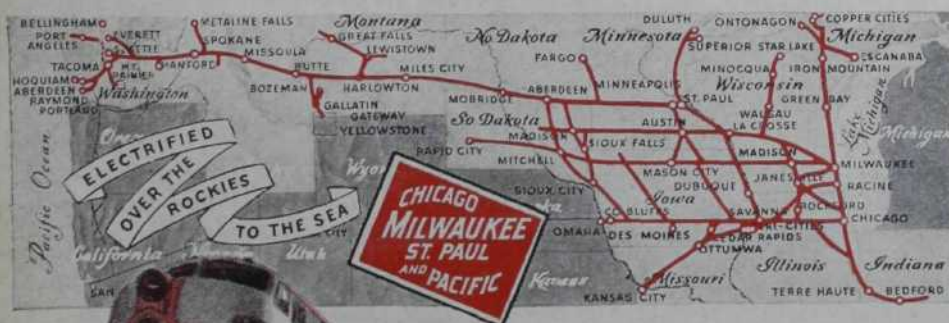 BELLINGHAM
PORT ANGELES
EVERETT
SEATTLE
TACOMA
MT. RAINIER
HOQUIAM
ABERDEEN
RAYMOND
PORTLAND
Washington
HANFORD
METALINE FALLS
SPOKANE
MISSOULA
Montana
GREAT FALLS
LEWISTOWN
BUTTE
BOZEMAN
HARLOWTON
MILES CITY
GALLATIN
GATEWAY
YELLOWSTONE
No Dakota
FARGO
MOBRIDGE
ABERDEEN
So Dakota
RAPID CITY
MADISON
MITCHELL
SIOUX FALLS
SIOUX CITY
Minnesota
DULUTH
SUPERIOR
STAR LAKE
MINNEAPOLIS
ST. PAUL
AUSTIN
MASON CITY
ONTONAGON
COPPER CITIES
Michigan
ESCANABA
IRON MOUNTAIN
MINOCQUA
Wisconsin
GREEN BAY
WAUSAU
LA CROSSE
MADISON
JANESVILLE
MILWAUKEE
RACINE
Lake Michigan
Michigan
DUBUQUE
Iowa
SAVANNA
ROCKFORD
CHICAGO
OMAHA
CO. BLUFFS
DES MOINES
CEDAR RAPIDS
TRI-CITIES
OTTUMWA
Missouri
KANSAS CITY
Kansas
Illinois
Indiana
TERRE HAUTE
BEDFORD
Pacific Ocean
California
Utah
CITY
SAN
ELECTRIFIED
OVER THE
ROCKIES
TO THE SEA
CHICAGO
MILWAUKEE
ST. PAUL
AND
PACIFIC